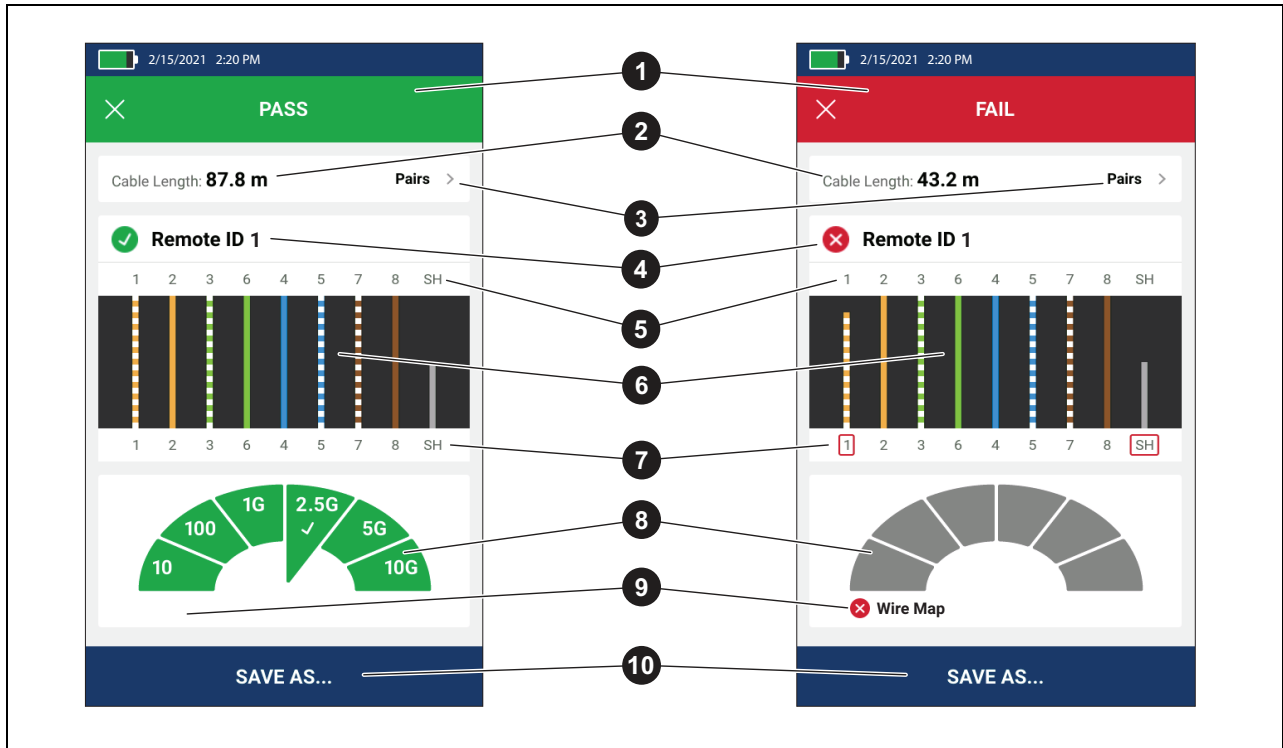 2/15/2021 2:20 PM
PASS
Cable Length: 87.8 m Pairs >
Remote ID 1
1 2 3 6 4 5 7 8 SH
1 2 3 6 4 5 7 8 SH
10 100 1G 2.5G 5G 10G
SAVE AS...
1
2
3
4
5
6
7
8
9
10
2/15/2021 2:20 PM
FAIL
Cable Length: 43.2 m Pairs >
Remote ID 1
1 2 3 6 4 5 7 8 SH
1 2 3 6 4 5 7 8 SH
Wire Map
SAVE AS...